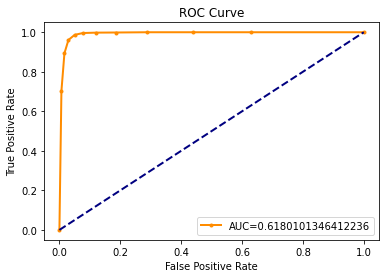 ROC Curve
True Positive Rate
1.0
0.8
0.6
0.4
0.2
0.0
AUC=0.6180101346412236
0.0 0.2 0.4 0.6 0.8 1.0
False Positive Rate